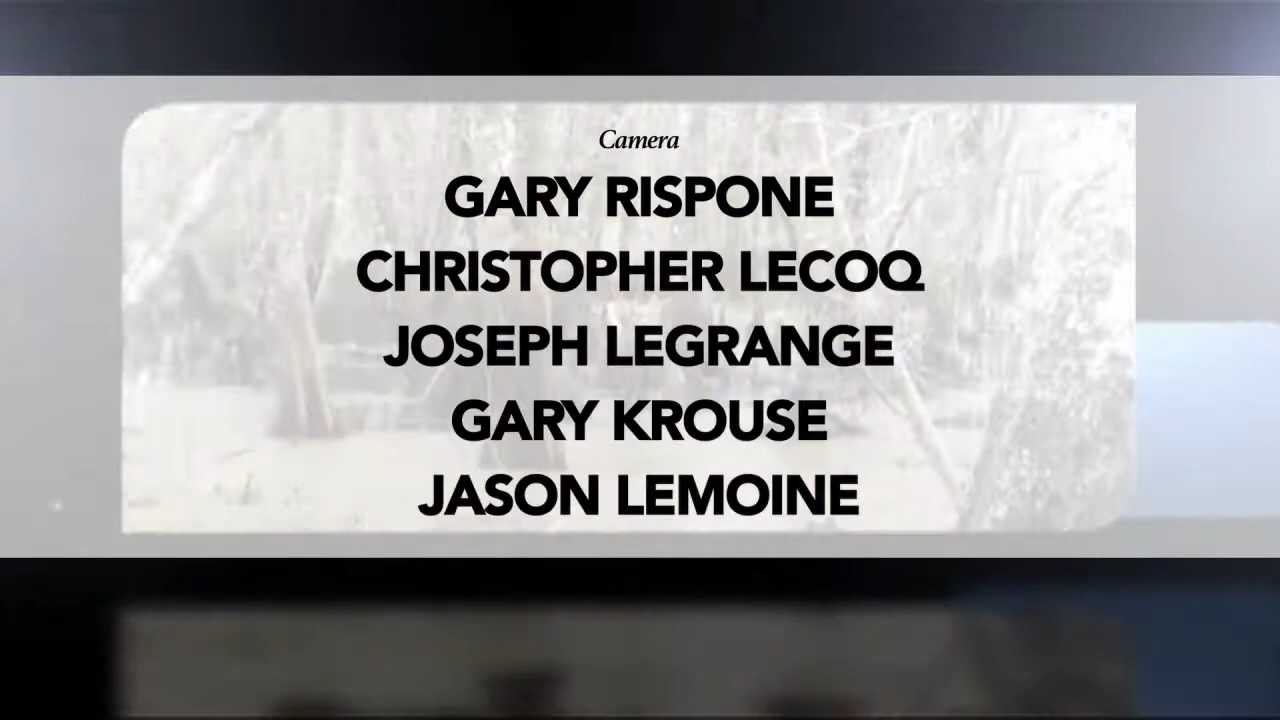 Camera
GARY RISPONE
CHRISTOPHER LECOQ
JOSEPH LEGRANGE
GARY KROUSE
JASON LEMOINE